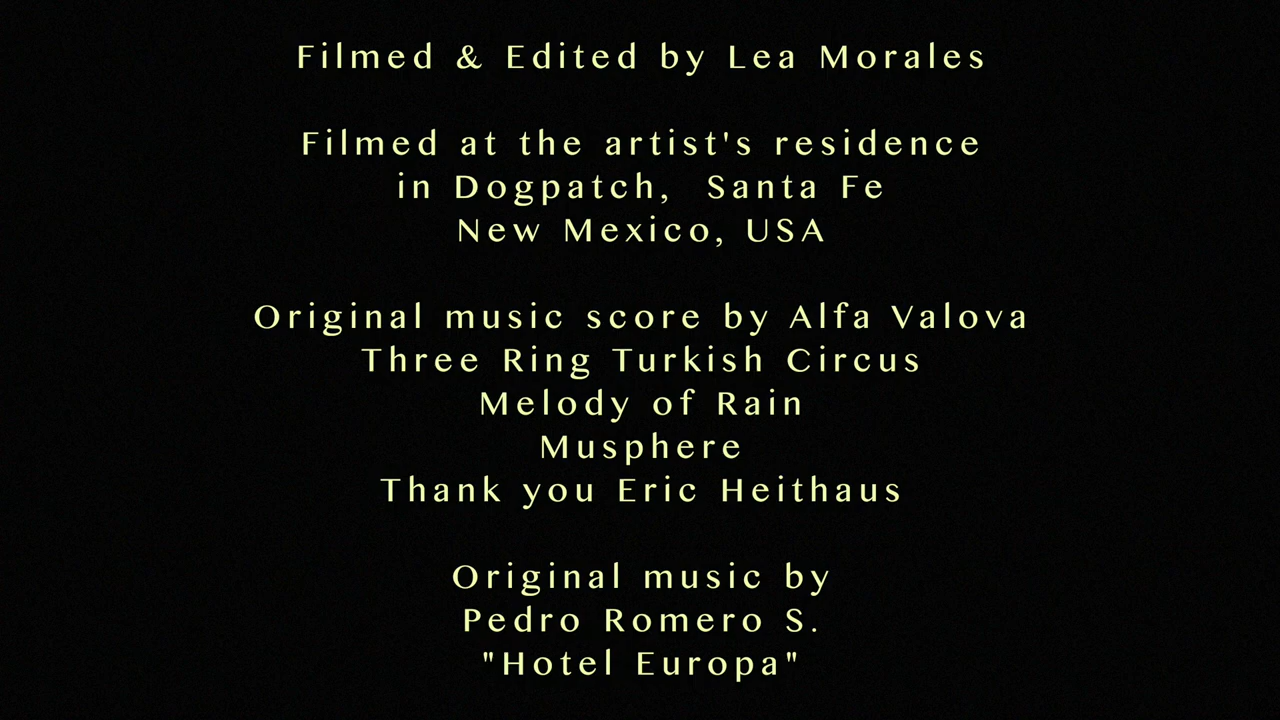 Filmed & Edited by Lea Morales
Filmed at the artist's residence
in Dogpatch,  Santa Fe
New Mexico, USA
Original music score by Alfa Valova
Three Ring Turkish Circus
Melody of Rain
Musphere
Thank you Eric Heithaus
Original music by
Pedro Romero S.
"Hotel Europa"